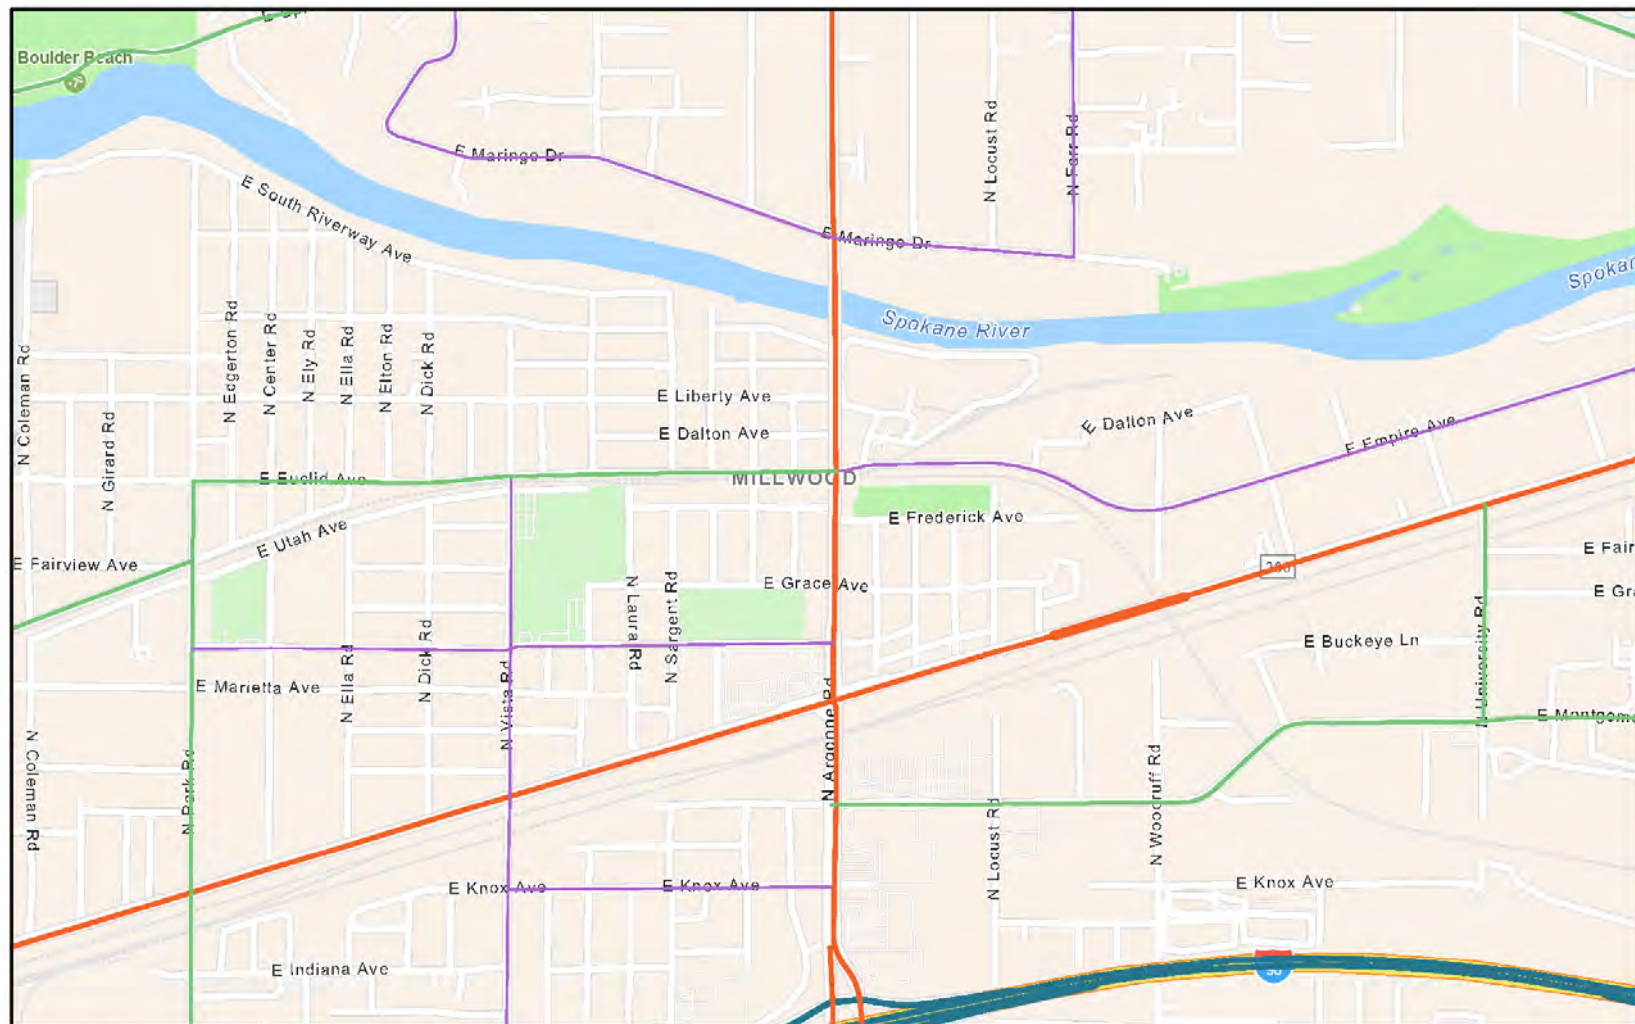 Boulder Beach
E Maringo Dr
N Locust Rd
N Farr Rd
E South Riverway Ave
E Maringo Dr
Spokane River
N Coleman Rd
N Girard Rd
N Edgerton Rd
N Center Rd
N Ely Rd
N Ella Rd
N Elton Rd
N Dick Rd
E Liberty Ave
E Dalton Ave
E Dalton Ave
E Empire Ave
E Euclid Ave
MILLWOOD
E Frederick Ave
E Utah Ave
E Fairview Ave
E Grace Ave
N Laura Rd
N Sargent Rd
N Ella Rd
N Dick Rd
N Vista Rd
E Marietta Ave
N Argonne Rd
E Buckeye Ln
N University Rd
N Coleman Rd
N Park Rd
N Locust Rd
N Woodruff Rd
E Knox Ave
E Knox Ave
E Knox Ave
E Indiana Ave
90